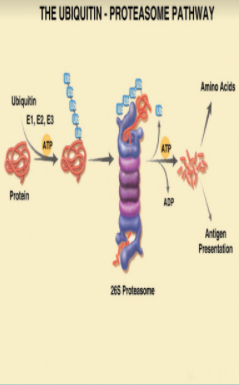 THE UBIQUITIN - PROTEASOME PATHWAY
Ubiquitin
E1, E2, E3
ATP
Protein
26S Proteasome
ATP
ADP
Amino Acids
Antigen
Presentation